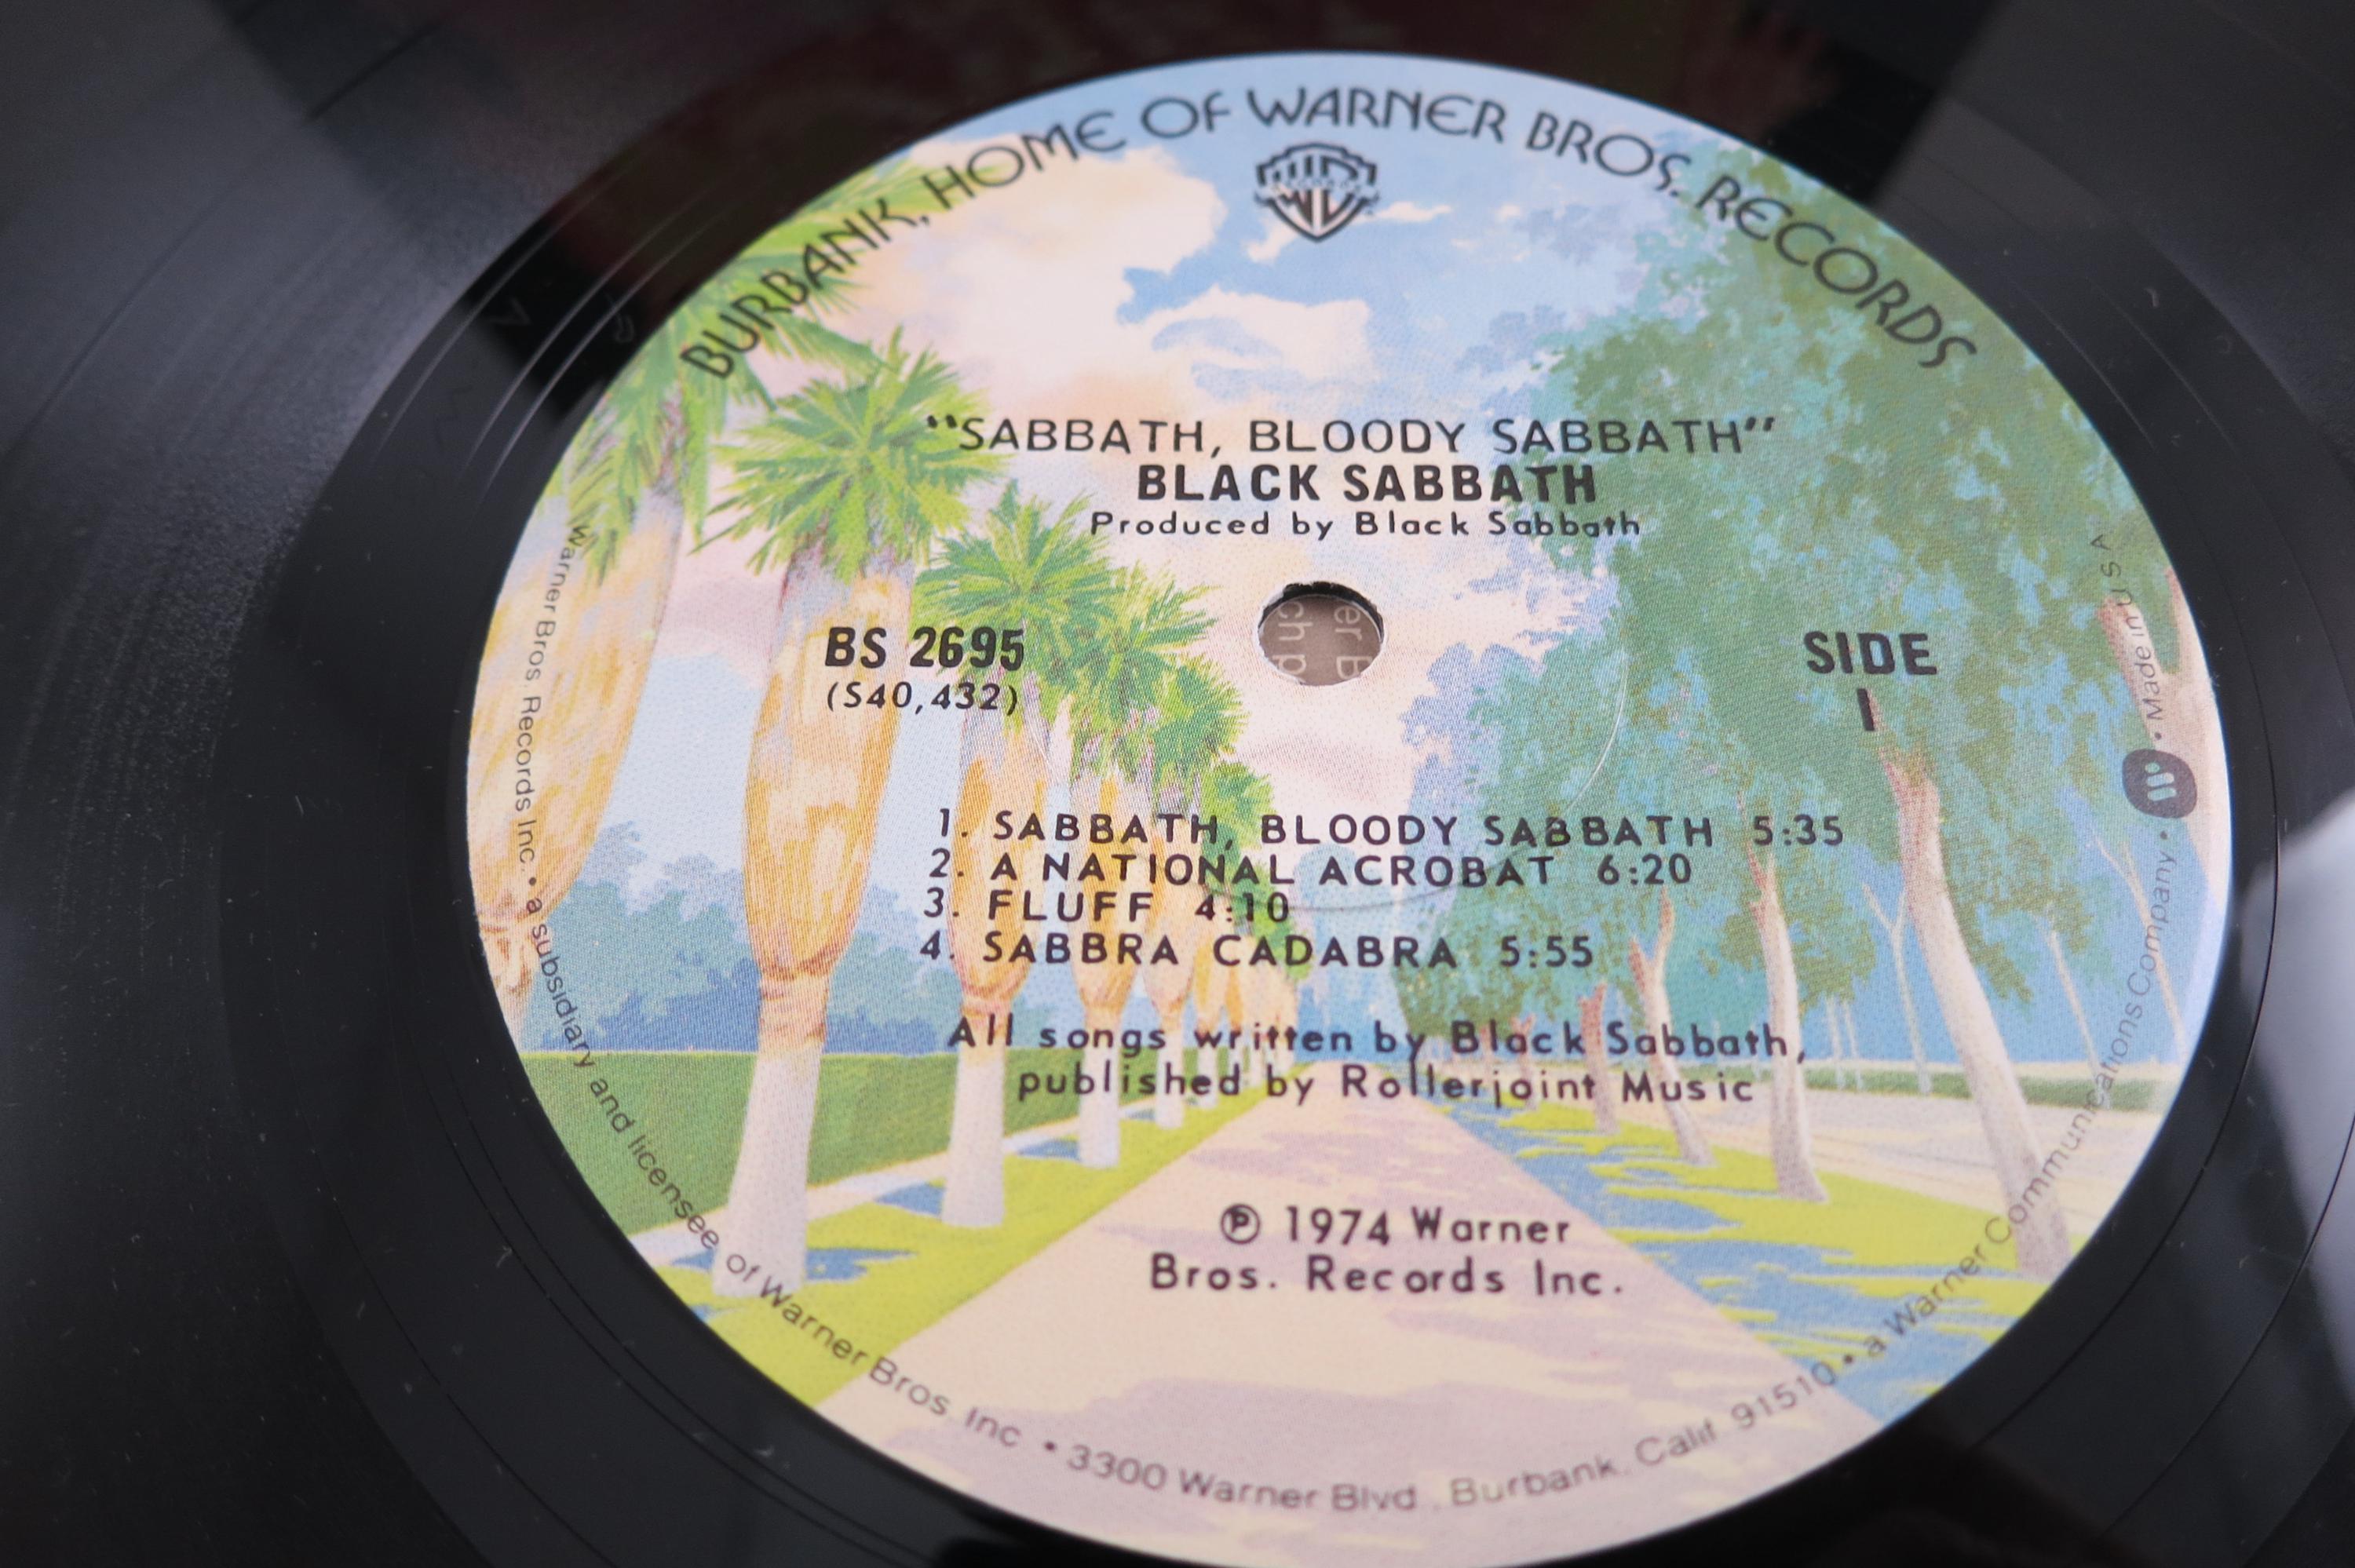 BURBANK, HOME OF WARNER BROS. RECORDS
"SABBATH, BLOODY SABBATH"
BLACK SABBATH
Produced by Black Sabbath
BS 2695
(S40,432)
SIDE
1
1. SABBATH, BLOODY SABBATH 5:35
2. A NATIONAL ACROBAT 6:20
3. FLUFF 4:10
4. SABBRA CADABRA 5:55
All songs written by Black Sabbath,
published by Rollerjoint Music
℗ 1974 Warner
Bros. Records Inc.
Warner Bros. Records Inc. • a subsidiary and licensee of Warner Bros. Inc. • 3300 Warner Blvd., Burbank, Calif. 91510 • a Warner Communications Company • • Made in U.S.A.